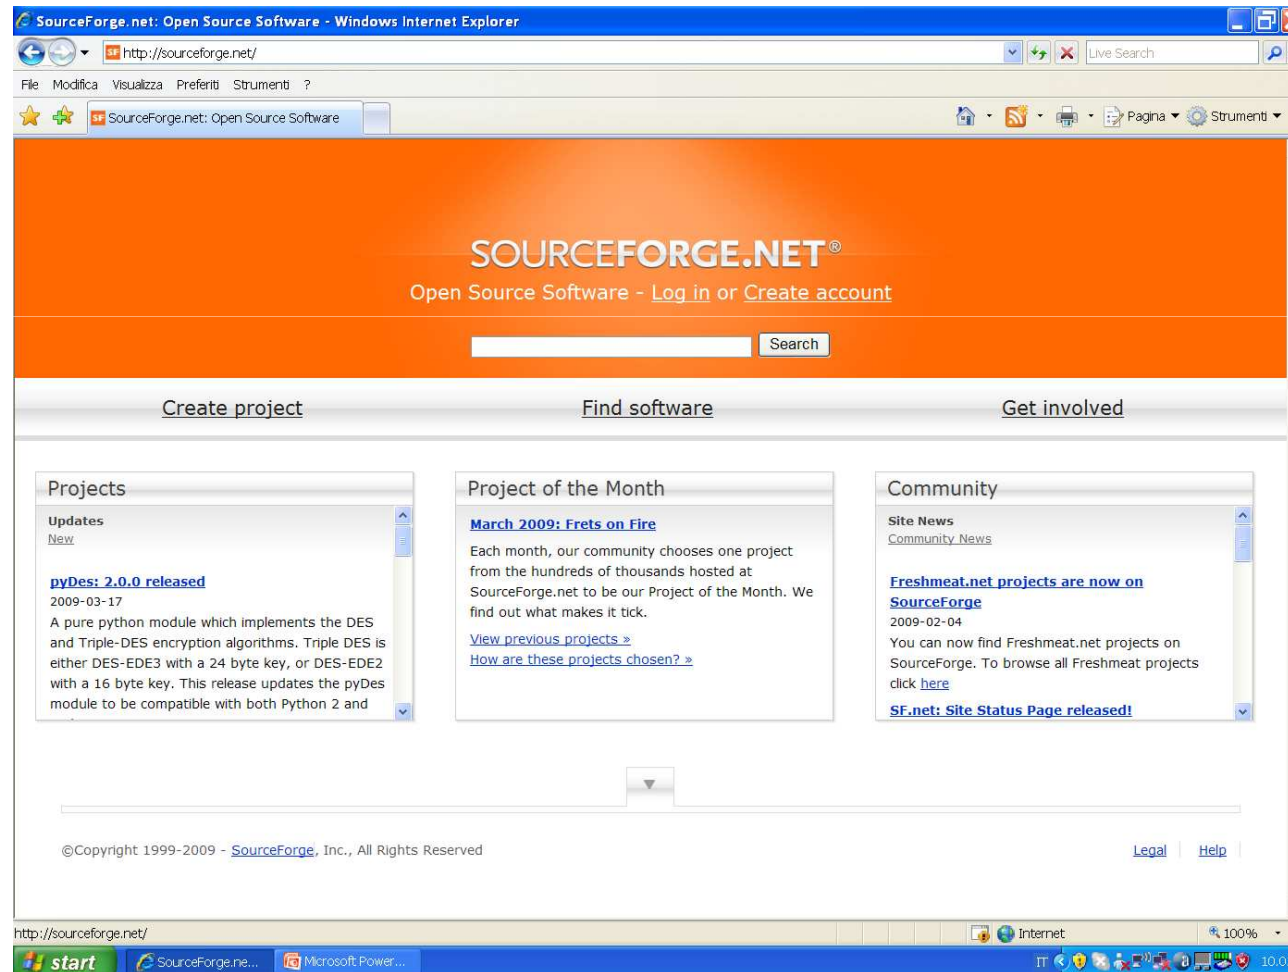 SourceForge.net: Open Source Software - Windows Internet Explorer
http://sourceforge.net/
Live Search
File Modifica Visualizza Preferiti Strumenti ?
SourceForge.net: Open Source Software
Pagina
Strumenti
SOURCEFORGE.NET®
Open Source Software - Log in or Create account
Search
Create project
Find software
Get involved
Projects
Updates
New
pyDes: 2.0.0 released
2009-03-17
A pure python module which implements the DES
and Triple-DES encryption algorithms. Triple DES is
either DES-EDE3 with a 24 byte key, or DES-EDE2
with a 16 byte key. This release updates the pyDes
module to be compatible with both Python 2 and
Project of the Month
March 2009: Frets on Fire
Each month, our community chooses one project
from the hundreds of thousands hosted at
SourceForge.net to be our Project of the Month. We
find out what makes it tick.
View previous projects »
How are these projects chosen? »
Community
Site News
Community News
Freshmeat.net projects are now on
SourceForge
2009-02-04
You can now find Freshmeat.net projects on
SourceForge. To browse all Freshmeat projects
click here
SF.net: Site Status Page released!
©Copyright 1999-2009 - SourceForge, Inc., All Rights Reserved
Legal
Help
http://sourceforge.net/
Internet
100%
start
SourceForge.ne...
Microsoft Power...
IT
10.0